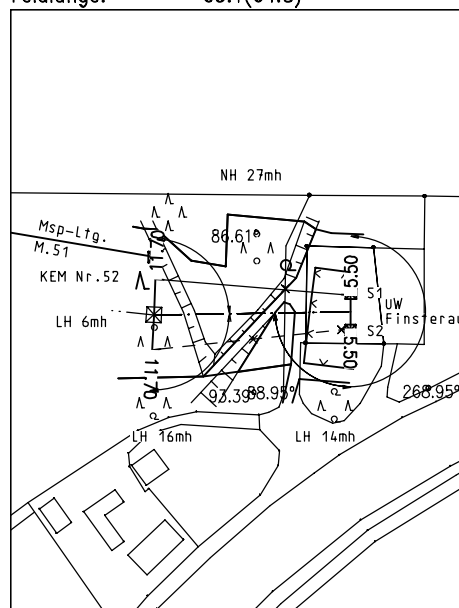 NH 27mh
Msp-Ltg.
M.51
86.61°
11.70
KEM Nr.52
5.50
S1
UW
Finsterau
LH 6mh
S2
5.50
11.70
93.39°
88.95°
268.95°
LH 16mh
LH 14mh